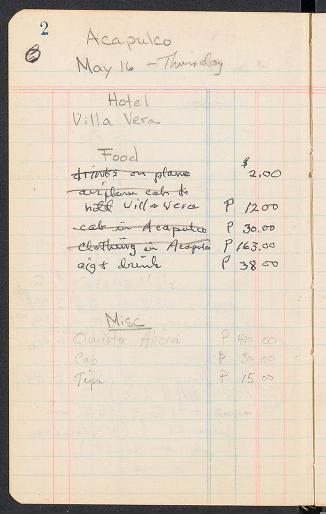 2
Acapulco
May 16 - Thursday
Hotel
Villa Vera
Food
drinks on plane $ 2.00
airplane cab to
hotel Villa Vera P 12 00
cab in Acapulco P 30.00
clothing in Acapulco P 163.00
cig & drink P 38 50
Misc
Quinta Alicia P 400 00
Cab P 30.00
Tips P 15 00